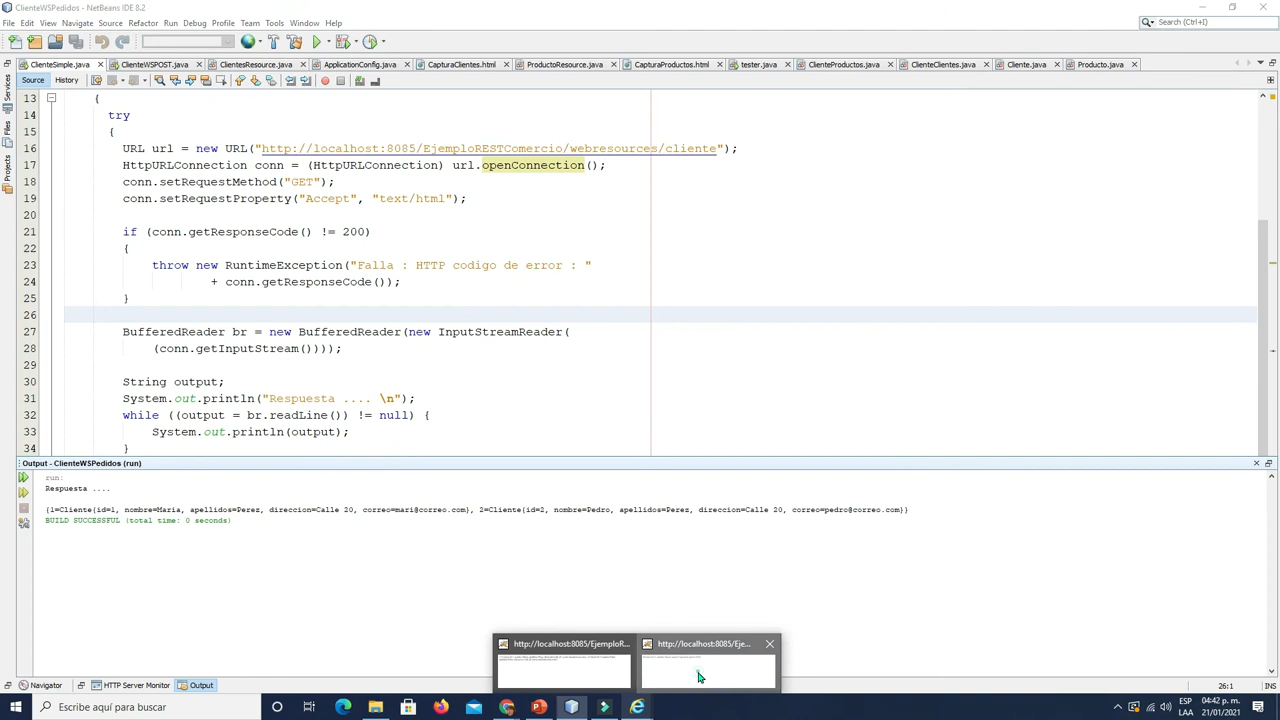 ClienteWSPedidos - NetBeans IDE 8.2
File Edit View Navigate Source Refactor Run Debug Profile Team Tools Window Help
Search (Ctrl+I)
ClienteSimple.java ClienteWSPOST.java ClientesResource.java ApplicationConfig.java CapturaClientes.html ProductoResource.java CapturaProductos.html tester.java ClienteProductos.java ClienteClientes.java Cliente.java Producto.java
Source History
Services
Files
Projects
13 {
14 try
15 {
16 URL url = new URL("http://localhost:8085/EjemploRESTComercio/webresources/cliente");
17 HttpURLConnection conn = (HttpURLConnection) url.openConnection();
18 conn.setRequestMethod("GET");
19 conn.setRequestProperty("Accept", "text/html");
20
21 if (conn.getResponseCode() != 200)
22 {
23 throw new RuntimeException("Falla : HTTP codigo de error : "
24 + conn.getResponseCode());
25 }
26
27 BufferedReader br = new BufferedReader(new InputStreamReader(
28 (conn.getInputStream())));
29
30 String output;
31 System.out.println("Respuesta .... \n");
32 while ((output = br.readLine()) != null) {
33 System.out.println(output);
34 }
Output - ClienteWSPedidos (run)
run:
Respuesta ....
{1=Cliente{id=1, nombre=Maria, apellidos=Perez, direccion=Calle 20, correo=mari@correo.com}, 2=Cliente{id=2, nombre=Pedro, apellidos=Perez, direccion=Calle 20, correo=pedro@correo.com}}
BUILD SUCCESSFUL (total time: 0 seconds)
http://localhost:8085/EjemploR... http://localhost:8085/Eje...
Navigator HTTP Server Monitor Output
26:1 INS
Escribe aquí para buscar
ESP 04:42 p. m.
LAA 21/01/2021